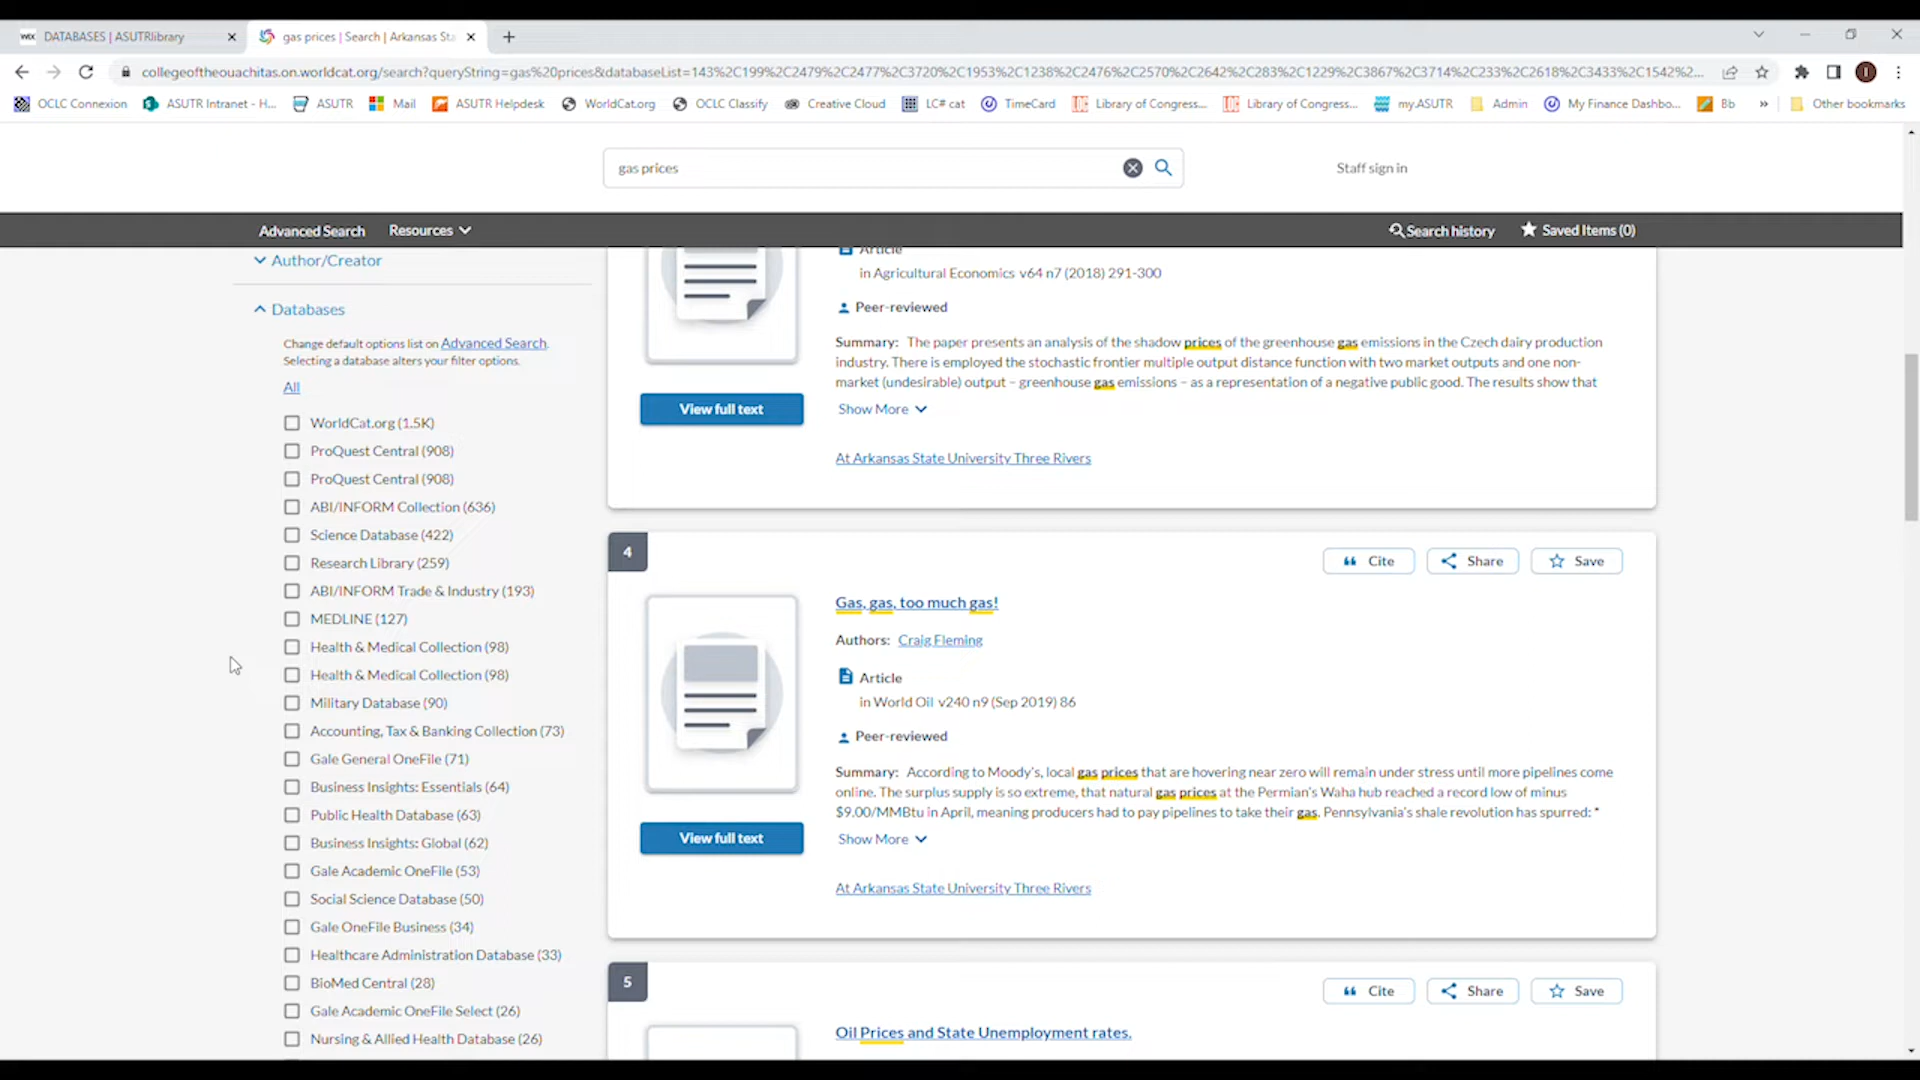 DATABASES | ASUTRlibrary
gas prices | Search | Arkansas Sta
collegeoftheouachitas.on.worldcat.org/search?queryString=gas%20prices&databaseList=143%2C199%2C2479%2C2477%2C3720%2C1953%2C1238%2C2476%2C2570%2C2642%2C283%2C1229%2C3867%2C3714%2C233%2C2618%2C3433%2C1542%2C...
OCLC Connexion
ASUTR Intranet - H...
ASUTR
Mail
ASUTR Helpdesk
WorldCat.org
OCLC Classify
Creative Cloud
LC# cat
TimeCard
Library of Congress...
Library of Congress...
my.ASUTR
Admin
My Finance Dashbo...
Bb
»
Other bookmarks
gas prices
Staff sign in
Advanced Search
Resources
Search history
Saved Items (0)
Author/Creator
Databases
Change default options list on Advanced Search.
Selecting a database alters your filter options.
All
WorldCat.org (1.5K)
ProQuest Central (908)
ProQuest Central (908)
ABI/INFORM Collection (636)
Science Database (422)
Research Library (259)
ABI/INFORM Trade & Industry (193)
MEDLINE (127)
Health & Medical Collection (98)
Health & Medical Collection (98)
Military Database (90)
Accounting, Tax & Banking Collection (73)
Gale General OneFile (71)
Business Insights: Essentials (64)
Public Health Database (63)
Business Insights: Global (62)
Gale Academic OneFile (53)
Social Science Database (50)
Gale OneFile Business (34)
Healthcare Administration Database (33)
BioMed Central (28)
Gale Academic OneFile Select (26)
Nursing & Allied Health Database (26)
Article
in Agricultural Economics v64 n7 (2018) 291-300
Peer-reviewed
Summary: The paper presents an analysis of the shadow prices of the greenhouse gas emissions in the Czech dairy production
industry. There is employed the stochastic frontier multiple output distance function with two market outputs and one non-
market (undesirable) output – greenhouse gas emissions – as a representation of a negative public good. The results show that
View full text
Show More
At Arkansas State University Three Rivers
4
Cite
Share
Save
Gas, gas, too much gas!
Authors: Craig Fleming
Article
in World Oil v240 n9 (Sep 2019) 86
Peer-reviewed
Summary: According to Moody's, local gas prices that are hovering near zero will remain under stress until more pipelines come
online. The surplus supply is so extreme, that natural gas prices at the Permian's Waha hub reached a record low of minus
$9.00/MMBtu in April, meaning producers had to pay pipelines to take their gas. Pennsylvania's shale revolution has spurred: *
View full text
Show More
At Arkansas State University Three Rivers
5
Cite
Share
Save
Oil Prices and State Unemployment rates.